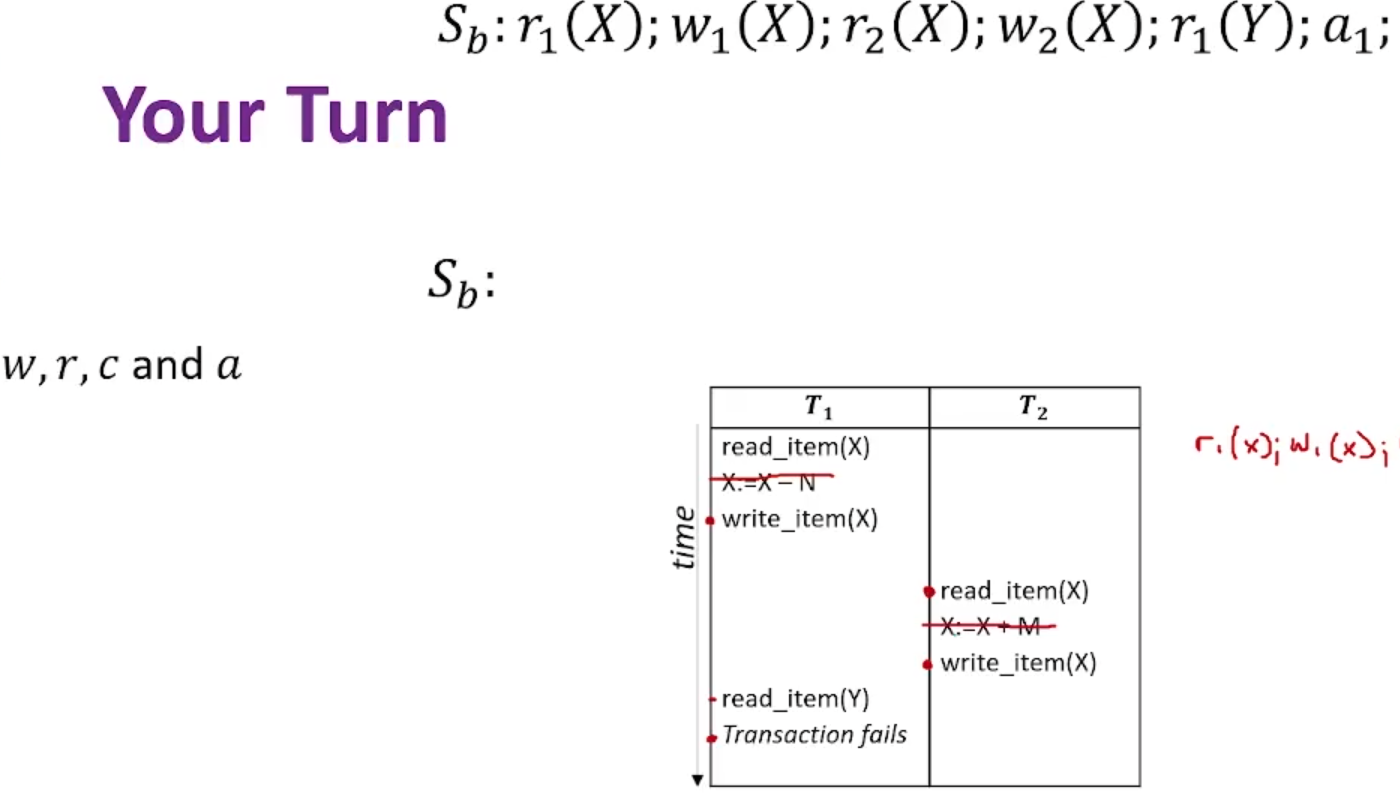 S_b: r_1(X); w_1(X); r_2(X); w_2(X); r_1(Y); a_1;
Your Turn
S_b:
w, r, c and a
T_1 T_2
read_item(X)
X:=X – N
r_1(x); w_1(x);
write_item(X)
time
read_item(X)
X:=X + M
write_item(X)
read_item(Y)
Transaction fails